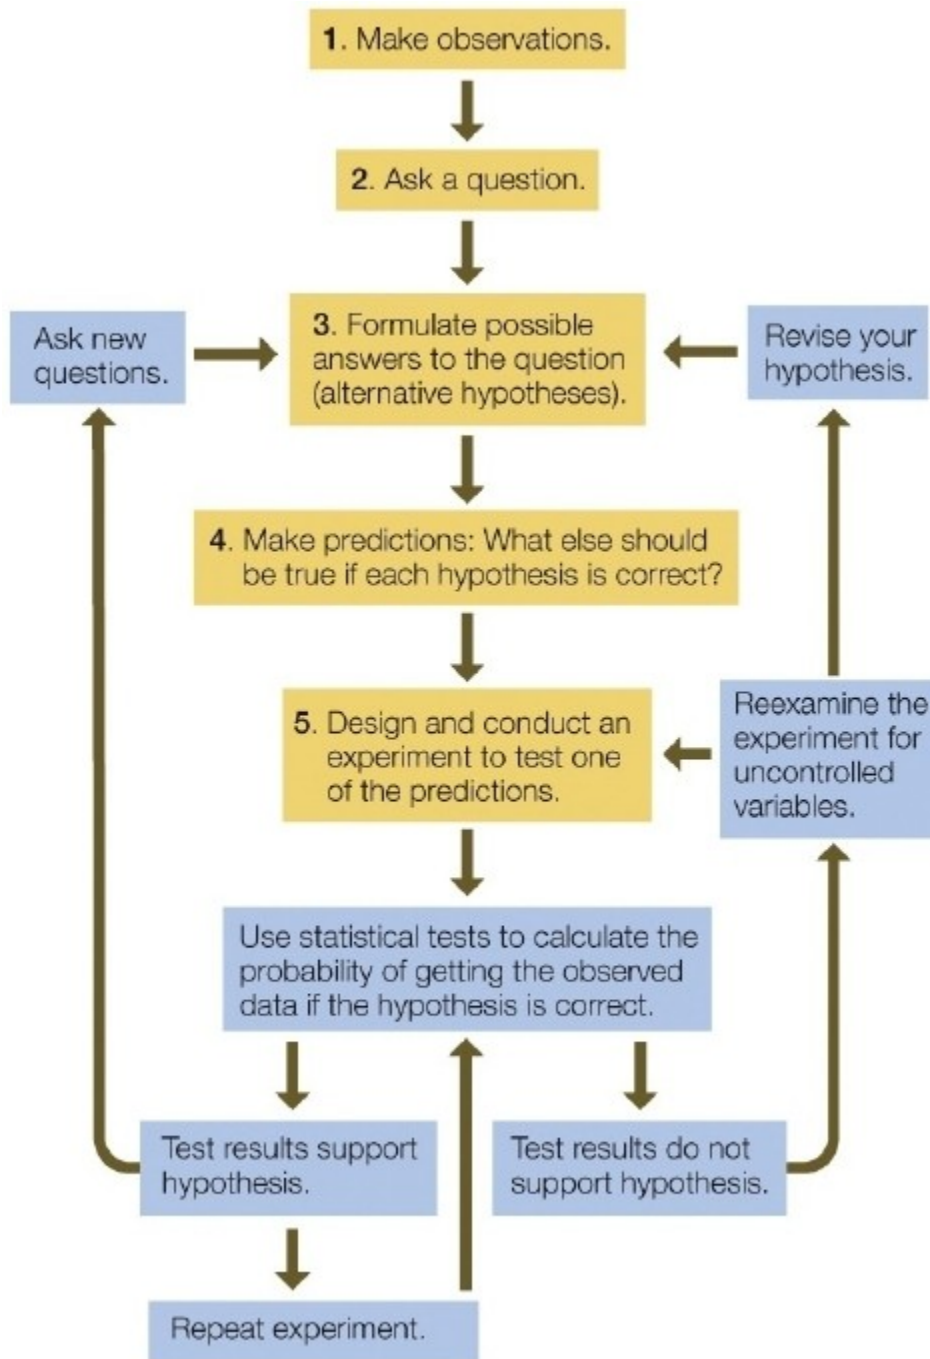 1. Make observations.
2. Ask a question.
Ask new
questions.
3. Formulate possible
answers to the question
(alternative hypotheses).
Revise your
hypothesis.
4. Make predictions: What else should
be true if each hypothesis is correct?
5. Design and conduct an
experiment to test one
of the predictions.
Reexamine the
experiment for
uncontrolled
variables.
Use statistical tests to calculate the
probability of getting the observed
data if the hypothesis is correct.
Test results support
hypothesis.
Test results do not
support hypothesis.
Repeat experiment.